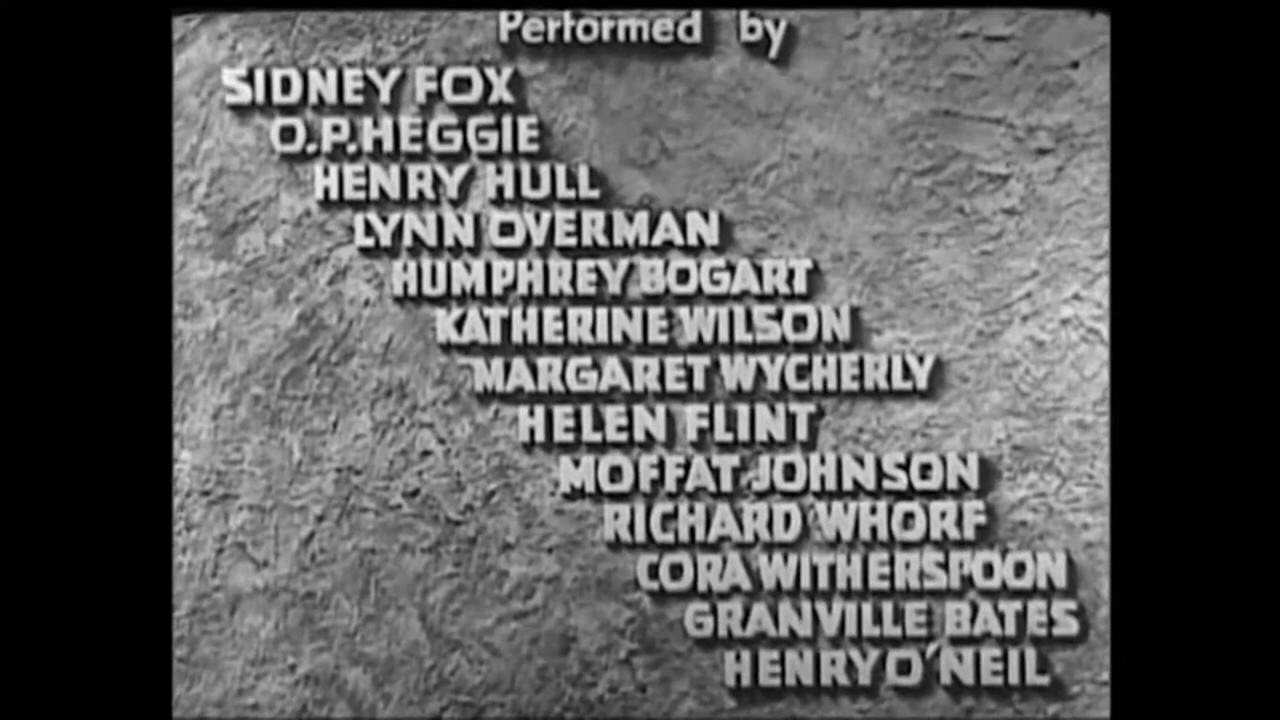 Performed by
SIDNEY FOX
O.P.HEGGIE
HENRY HULL
LYNN OVERMAN
HUMPHREY BOGART
KATHERINE WILSON
MARGARET WYCHERLY
HELEN FLINT
MOFFAT JOHNSON
RICHARD WHORF
CORA WITHERSPOON
GRANVILLE BATES
HENRY O'NEIL